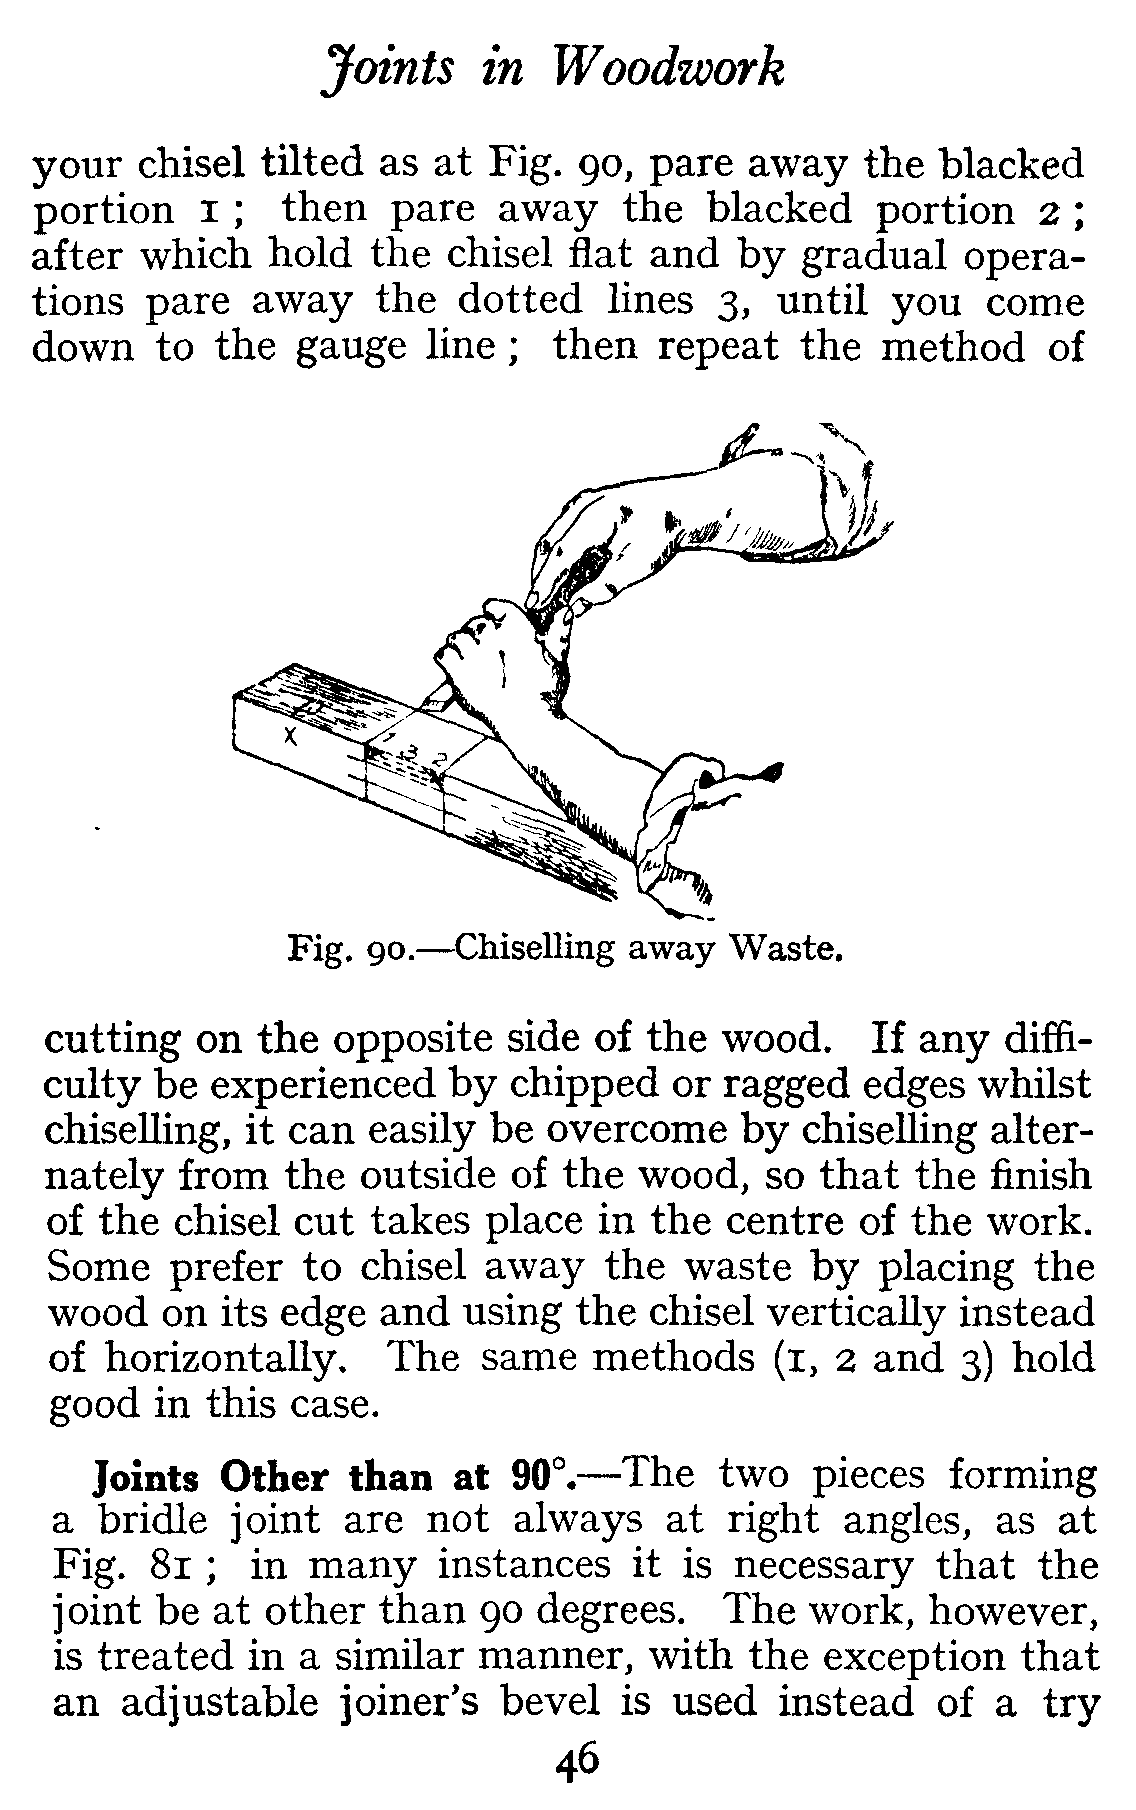 Joints in Woodwork
your chisel tilted as at Fig. 90, pare away the blacked
portion 1; then pare away the blacked portion 2;
after which hold the chisel flat and by gradual opera-
tions pare away the dotted lines 3, until you come
down to the gauge line; then repeat the method of
X
1 3 2
Fig. 90.—Chiselling away Waste.
cutting on the opposite side of the wood. If any diffi-
culty be experienced by chipped or ragged edges whilst
chiselling, it can easily be overcome by chiselling alter-
nately from the outside of the wood, so that the finish
of the chisel cut takes place in the centre of the work.
Some prefer to chisel away the waste by placing the
wood on its edge and using the chisel vertically instead
of horizontally. The same methods (1, 2 and 3) hold
good in this case.
Joints Other than at 90°.—The two pieces forming
a bridle joint are not always at right angles, as at
Fig. 81; in many instances it is necessary that the
joint be at other than 90 degrees. The work, however,
is treated in a similar manner, with the exception that
an adjustable joiner's bevel is used instead of a try
46